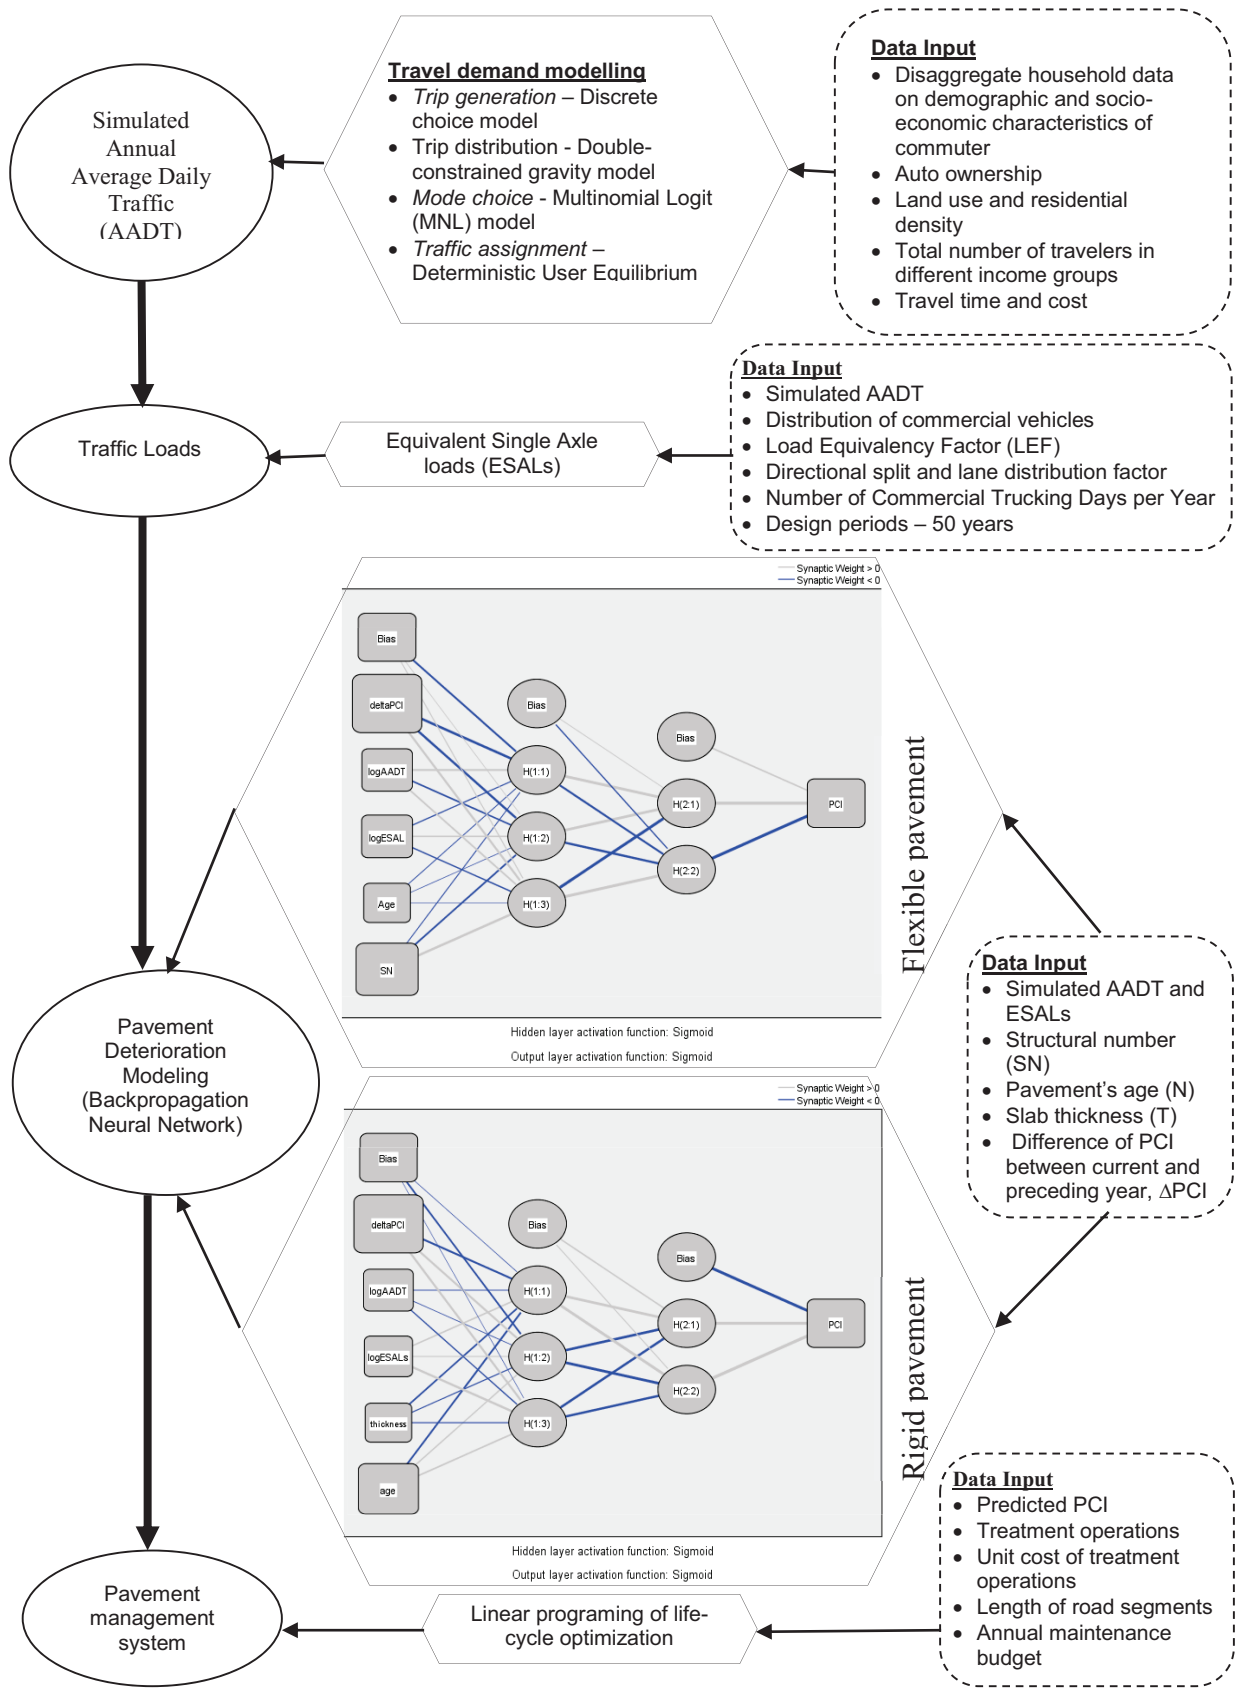 Simulated
Annual
Average Daily
Traffic
(AADT)
Travel demand modelling
• Trip generation – Discrete
choice model
• Trip distribution - Double-
constrained gravity model
• Mode choice - Multinomial Logit
(MNL) model
• Traffic assignment –
Deterministic User Equilibrium
Data Input
• Disaggregate household data
on demographic and socio-
economic characteristics of
commuter
• Auto ownership
• Land use and residential
density
• Total number of travelers in
different income groups
• Travel time and cost
Traffic Loads
Equivalent Single Axle
loads (ESALs)
Data Input
• Simulated AADT
• Distribution of commercial vehicles
• Load Equivalency Factor (LEF)
• Directional split and lane distribution factor
• Number of Commercial Trucking Days per Year
• Design periods – 50 years
Synaptic Weight > 0
Synaptic Weight < 0
Bias
deltaPCI
logAADT
logESAL
Age
SN
Bias
H(1:1)
H(1:2)
H(1:3)
Bias
H(2:1)
H(2:2)
PCI
Hidden layer activation function: Sigmoid
Output layer activation function: Sigmoid
Flexible pavement
Pavement
Deterioration
Modeling
(Backpropagation
Neural Network)
Data Input
• Simulated AADT and
ESALs
• Structural number
(SN)
• Pavement’s age (N)
• Slab thickness (T)
• Difference of PCI
between current and
preceding year, ∆PCI
Synaptic Weight > 0
Synaptic Weight < 0
Bias
deltaPCI
logAADT
logESALs
thickness
age
Bias
H(1:1)
H(1:2)
H(1:3)
Bias
H(2:1)
H(2:2)
PCI
Hidden layer activation function: Sigmoid
Output layer activation function: Sigmoid
Rigid pavement
Pavement
management
system
Linear programing of life-
cycle optimization
Data Input
• Predicted PCI
• Treatment operations
• Unit cost of treatment
operations
• Length of road segments
• Annual maintenance
budget